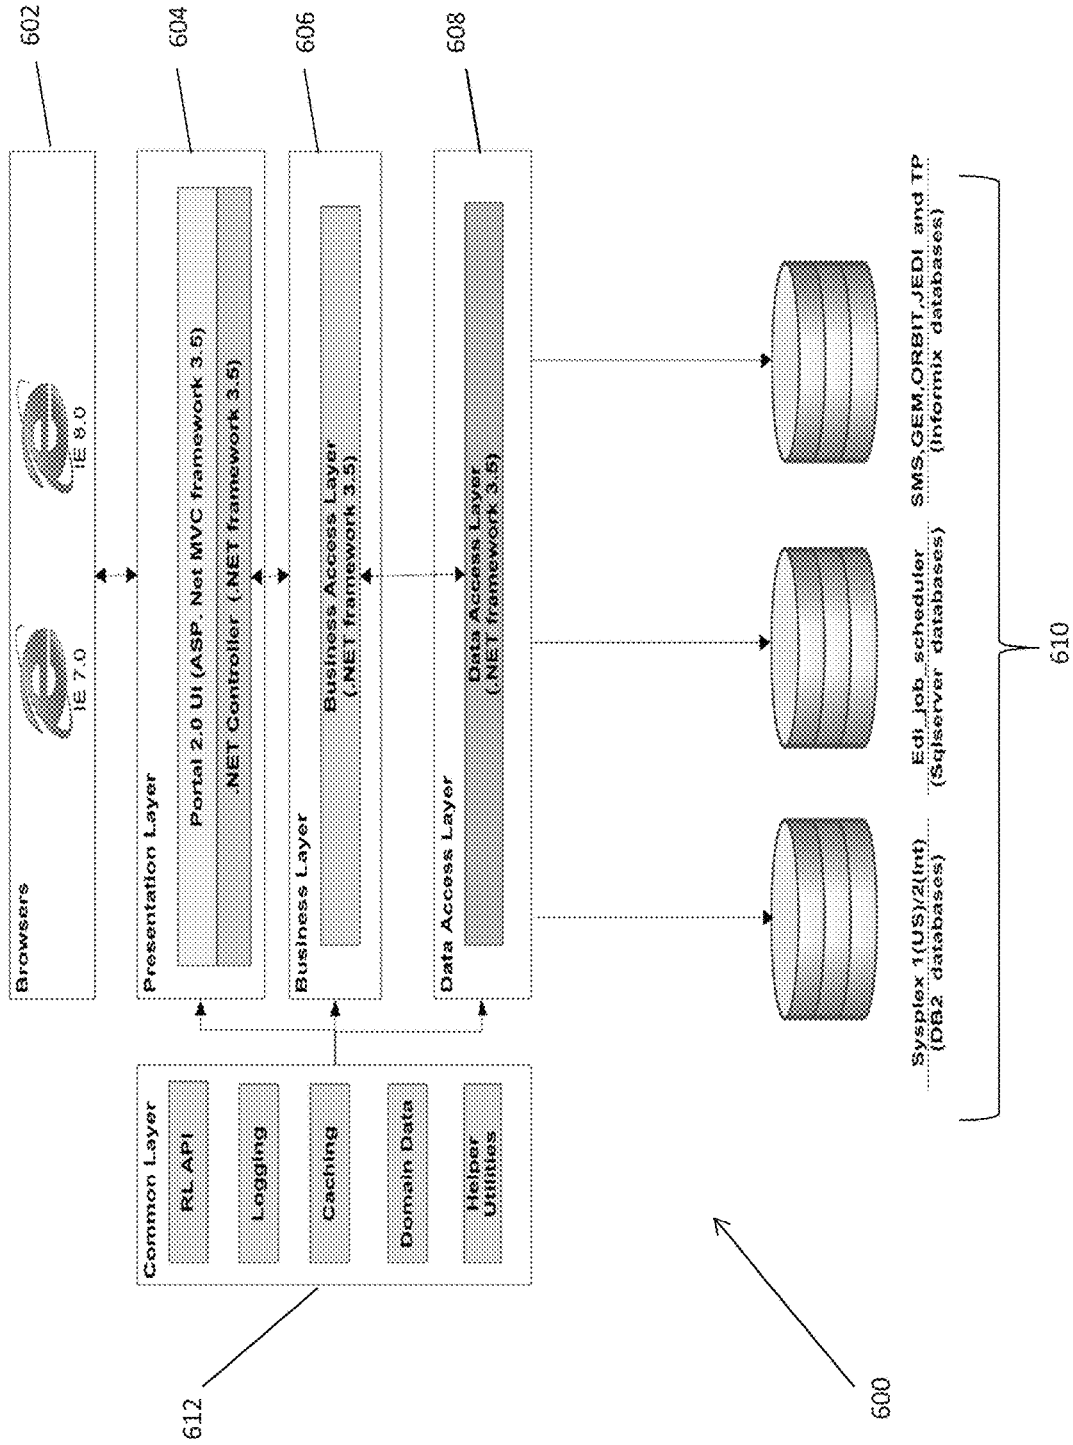 Browsers
IE 7.0
IE 8.0
602
Presentation Layer
Portal 2.0 UI (ASP. Net MVC framework 3.5)
.NET Controller (.NET framework 3.5)
604
Business Layer
Business Access Layer
(.NET framework 3.5)
606
Data Access Layer
Data Access Layer
(.NET framework 3.5)
608
Common Layer
RL API
Logging
Caching
Domain Data
Helper
Utilities
612
Sysplex 1(US)/2(Int)
(DB2 databases)
Edi_job_scheduler
(Sqlserver databases)
SMS,GEM,ORBIT,JEDI and TP
(Informix databases)
610
600